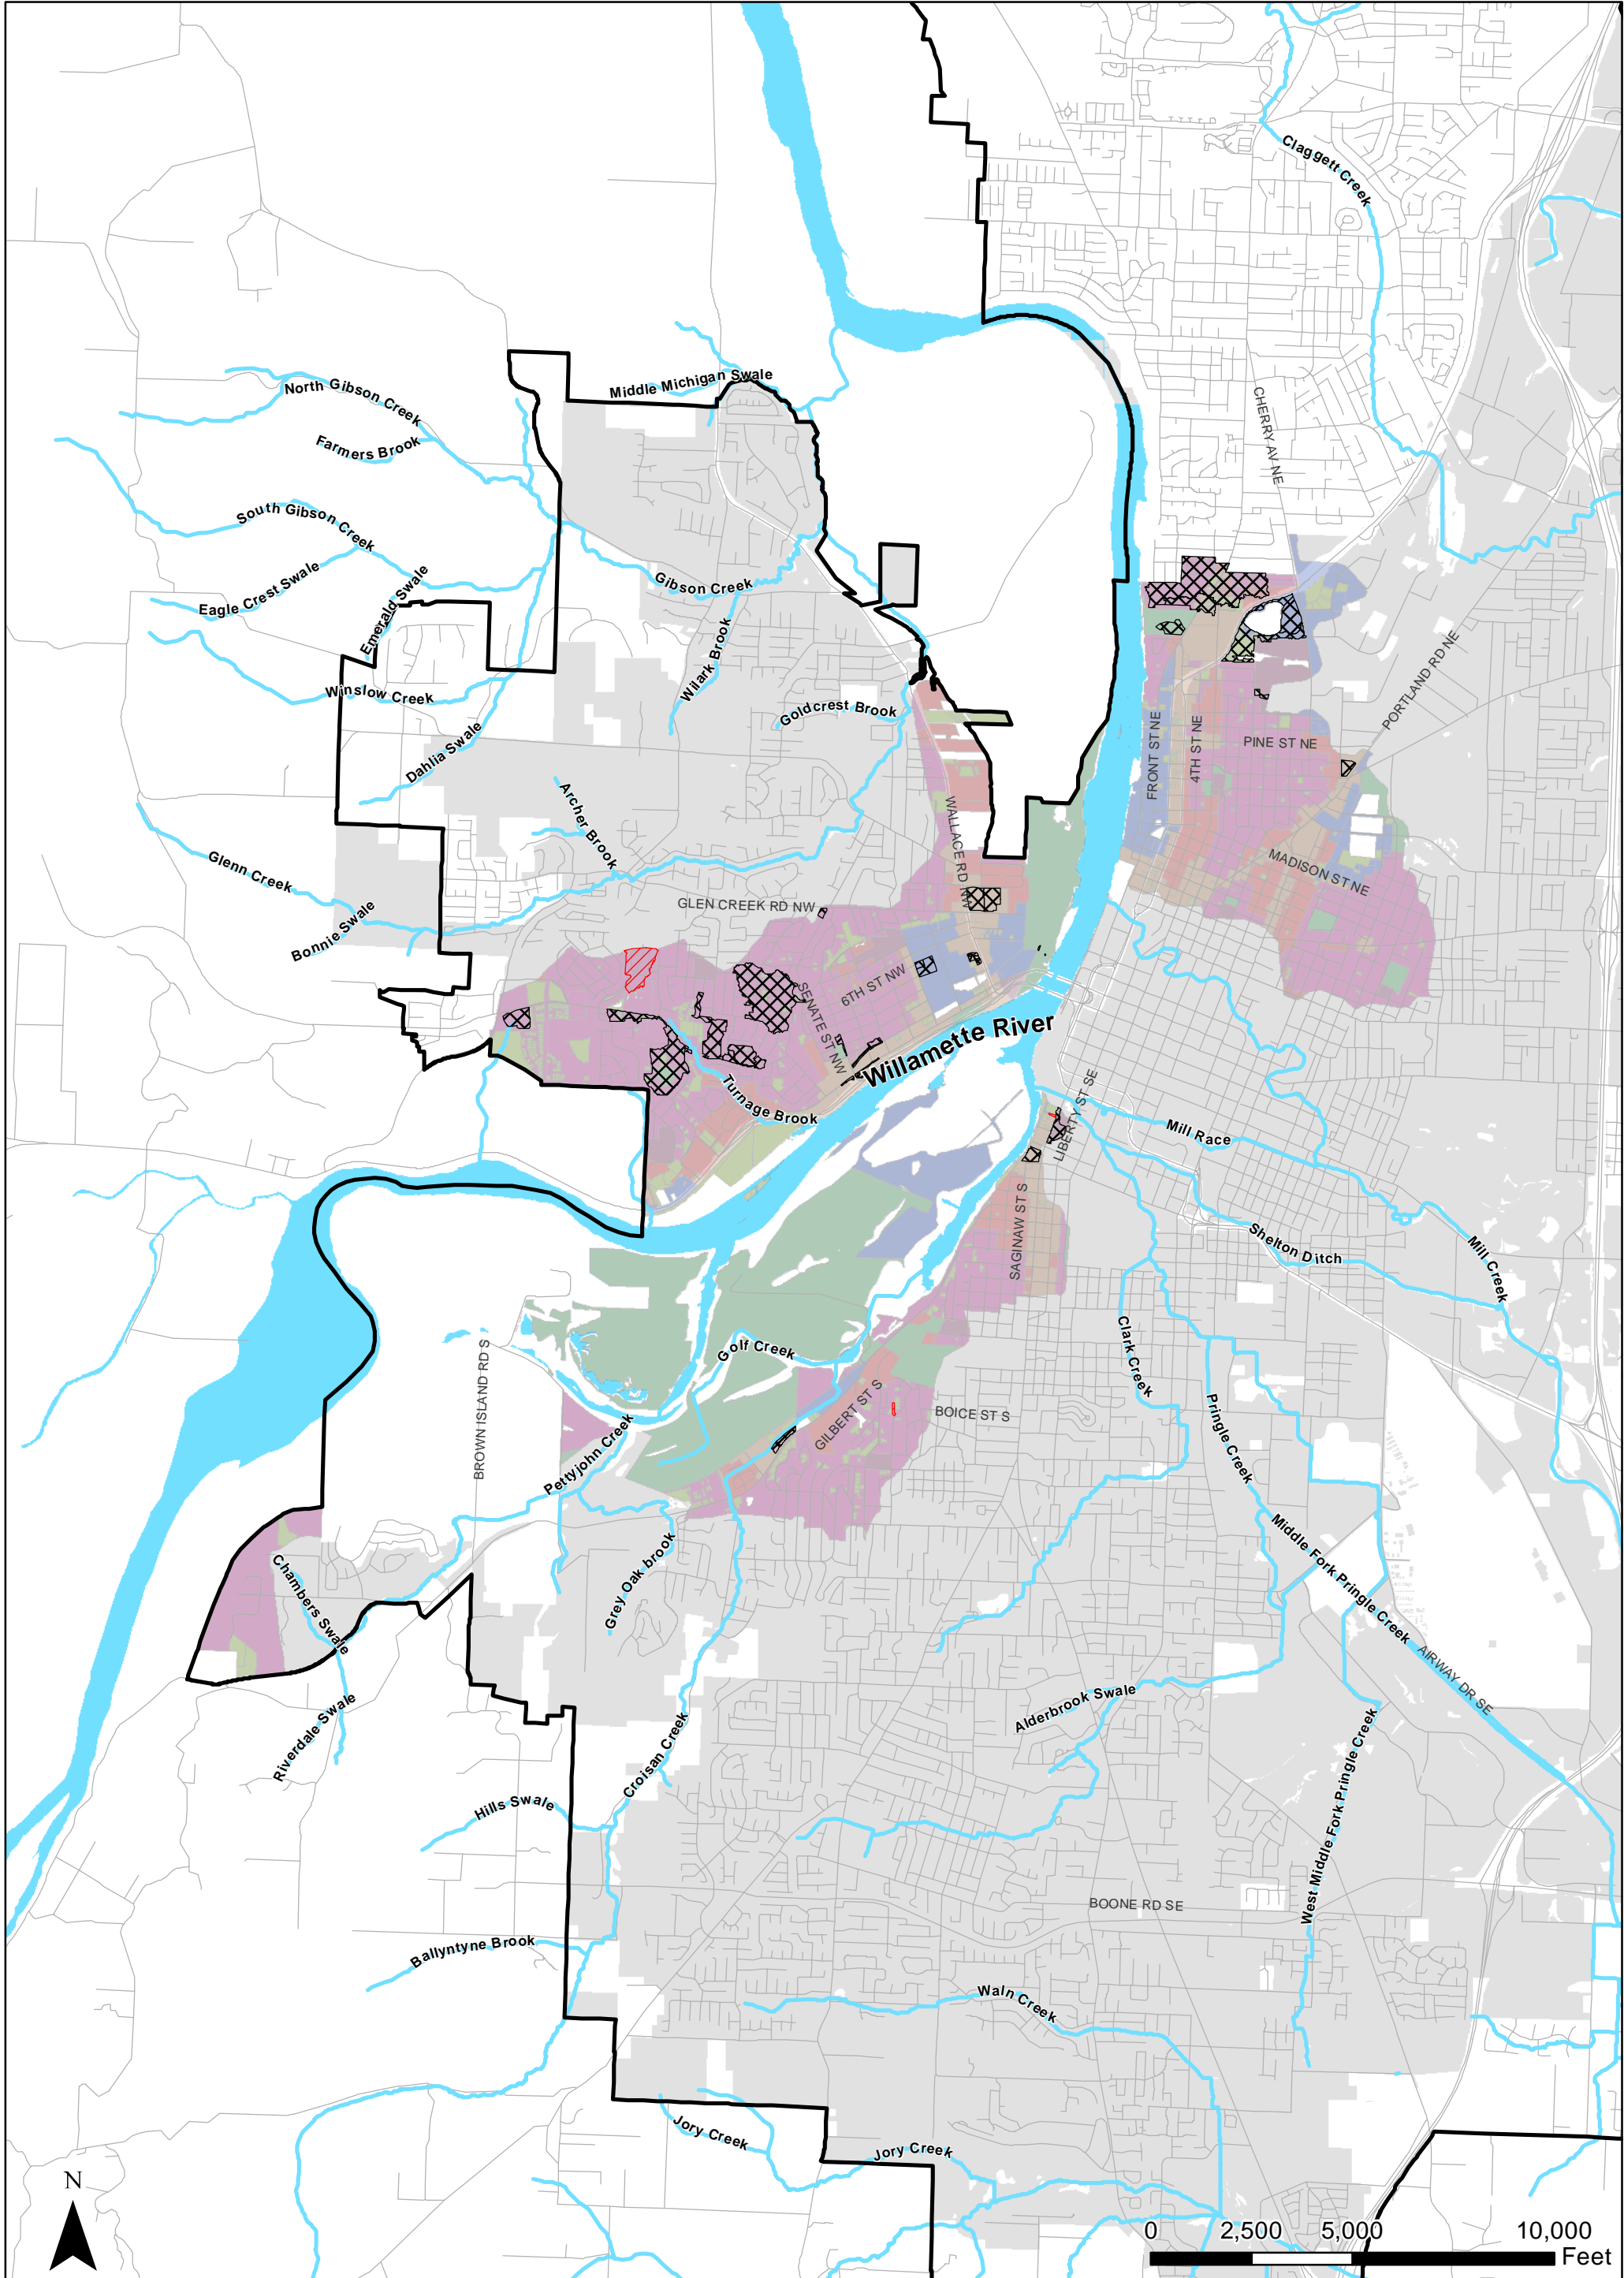 Claggett Creek
Middle Michigan Swale
North Gibson Creek
CHERRY AV NE
Farmers Brook
South Gibson Creek
Eagle Crest Swale
Emerald Swale
Gibson Creek
Wilark Brook
Winslow Creek
Goldcrest Brook
PORTLAND RD NE
Dahlia Swale
FRONT ST NE
4TH ST NE
PINE ST NE
Archer Brook
WALLACE RD NW
Glenn Creek
MADISON ST NE
GLEN CREEK RD NW
Bonnie Swale
6TH ST NW
SENATE ST NW
Willamette River
Turnage Brook
LIBERTY ST SE
Mill Race
SAGINAW ST S
Shelton Ditch
Mill Creek
Golf Creek
Clark Creek
BROWN ISLAND RD S
GILBERT ST S
BOICE ST S
Pringle Creek
Pettyjohn Creek
Middle Fork Pringle Creek
Grey Oak brook
Chambers Swale
AIRWAY DR SE
Alderbrook Swale
Riverdale Swale
Croisan Creek
West Middle Fork Pringle Creek
Hills Swale
BOONE RD SE
Ballyntyne Brook
Waln Creek
Jory Creek
Jory Creek
N
0 2,500 5,000 10,000
Feet